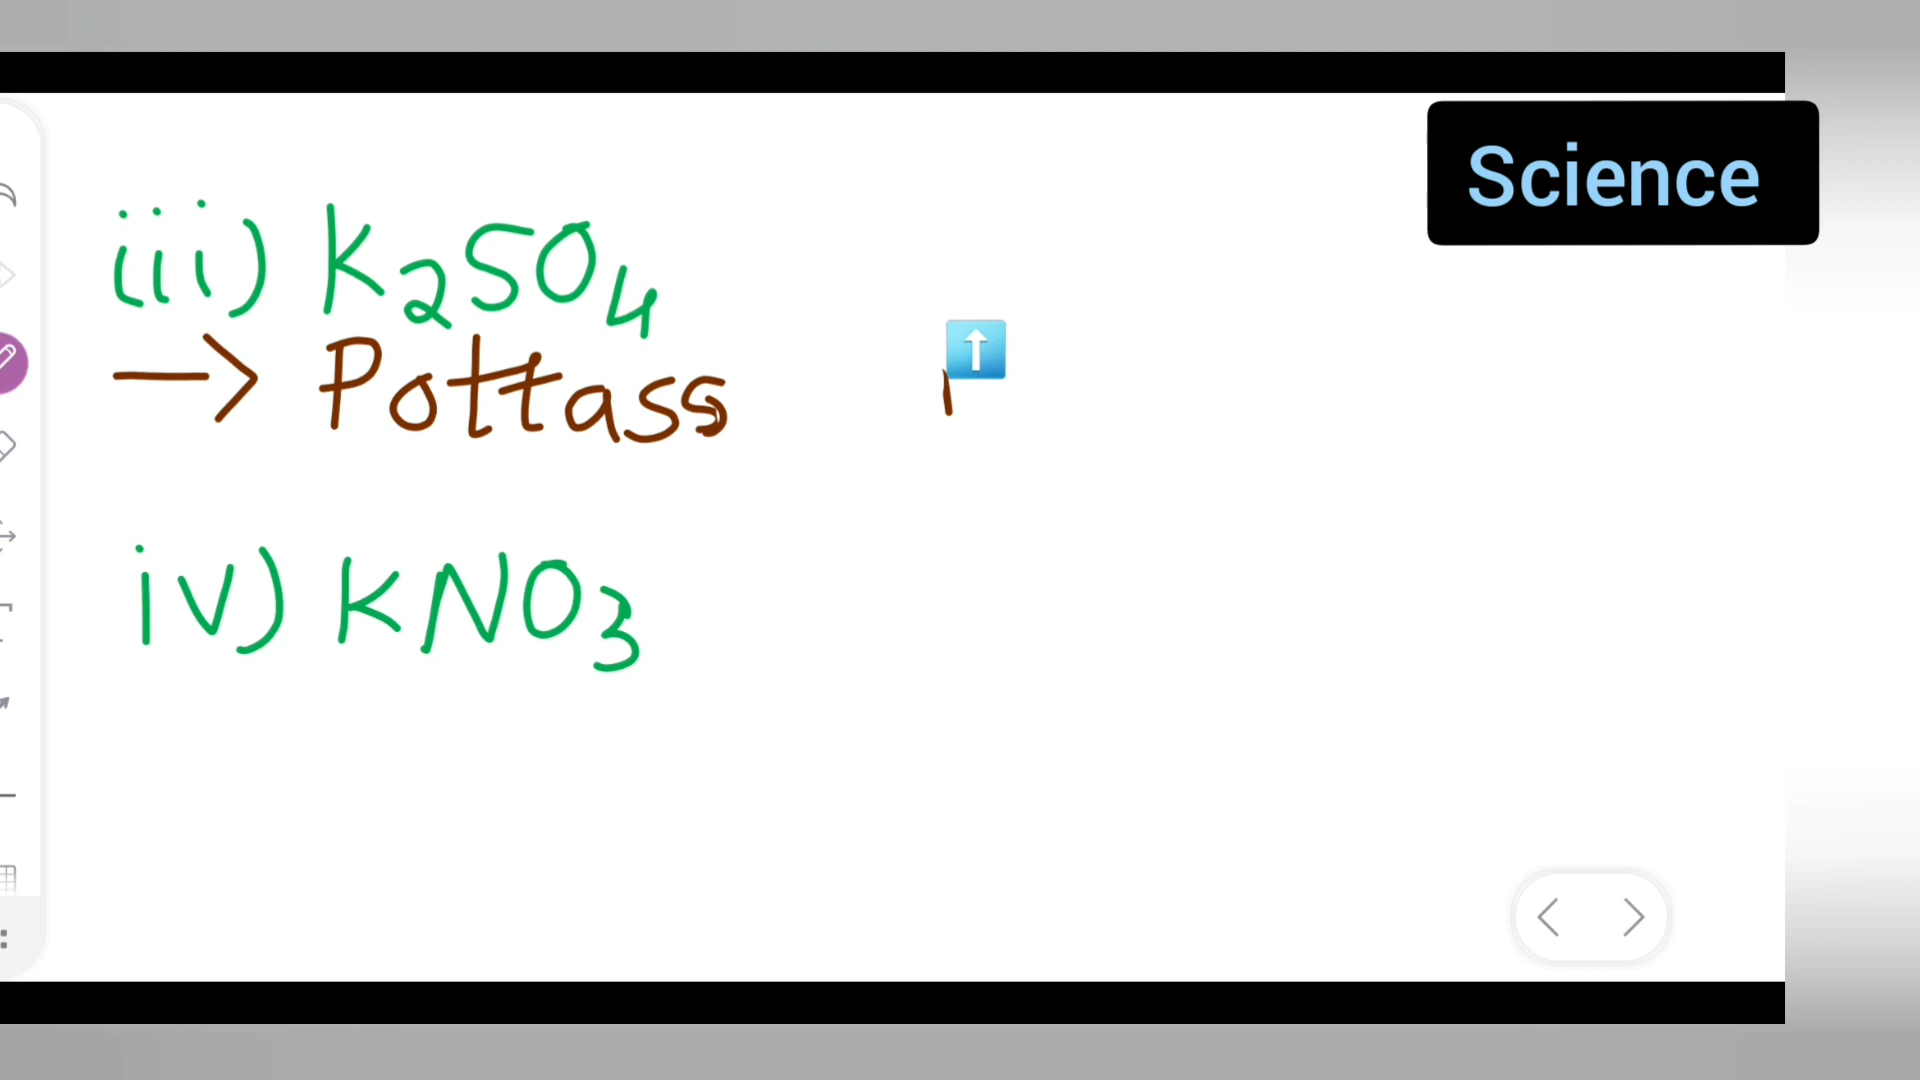 Science
iii) K₂SO₄
→ Pottass
iv) KNO₃